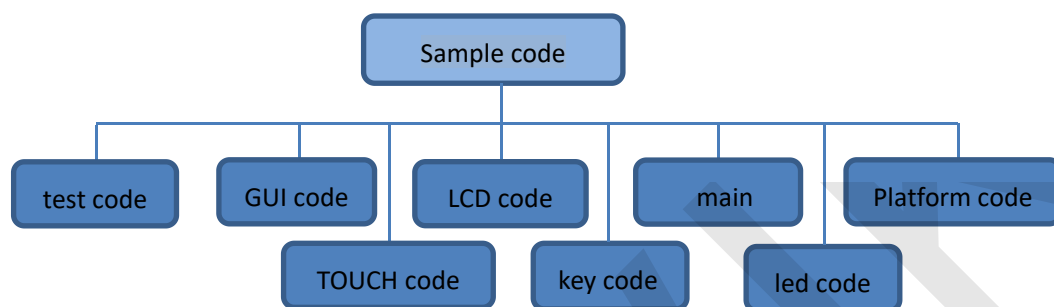 Sample code
test code
GUI code
LCD code
main
Platform code
TOUCH code
key code
led code